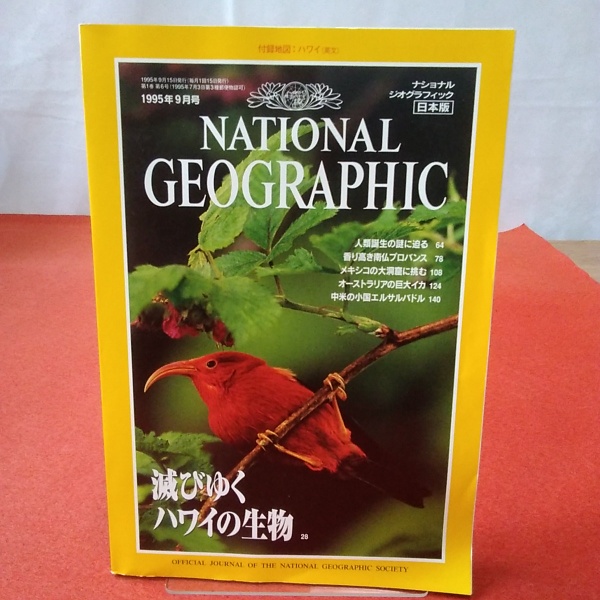 付録地図：ハワイ（英文）
1995年9月15日発行（毎月1回15日発行）
第1巻 第6号（1995年7月3日第3種郵便物認可）
1995年9月号
ナショナル
ジオグラフィック
日本版
NATIONAL
GEOGRAPHIC
人類誕生の謎に迫る 64
香り高き南仏プロバンス 78
メキシコの大洞窟に挑む 108
オーストラリアの巨大イカ 124
中米の小国エルサルバドル 140
滅びゆく
ハワイの生物 28
OFFICIAL JOURNAL OF THE NATIONAL GEOGRAPHIC SOCIETY